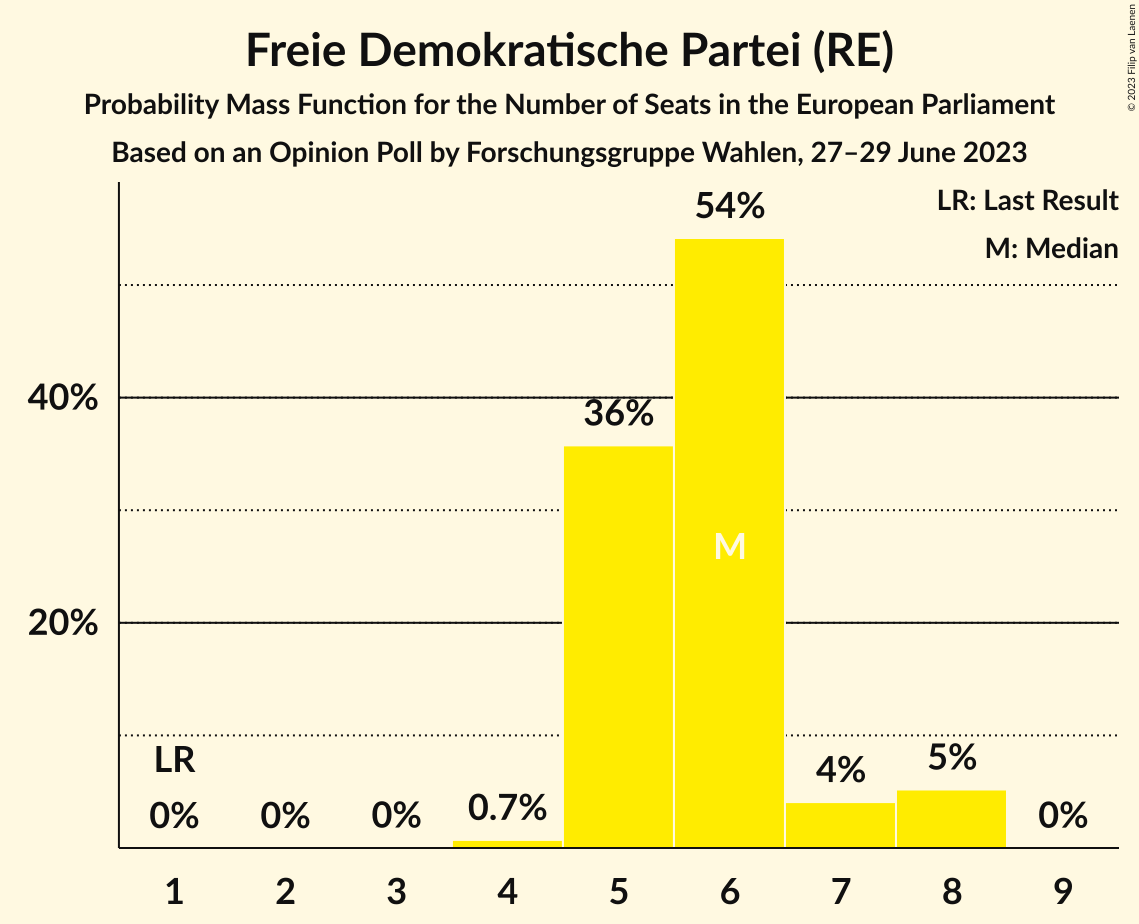 Freie Demokratische Partei (RE)
Probability Mass Function for the Number of Seats in the European Parliament
Based on an Opinion Poll by Forschungsgruppe Wahlen, 27–29 June 2023
© 2023 Filip van Laenen
LR: Last Result
M: Median
54%
40%
36%
M
20%
LR
0%
0%
0%
0.7%
4%
5%
0%
1 2 3 4 5 6 7 8 9